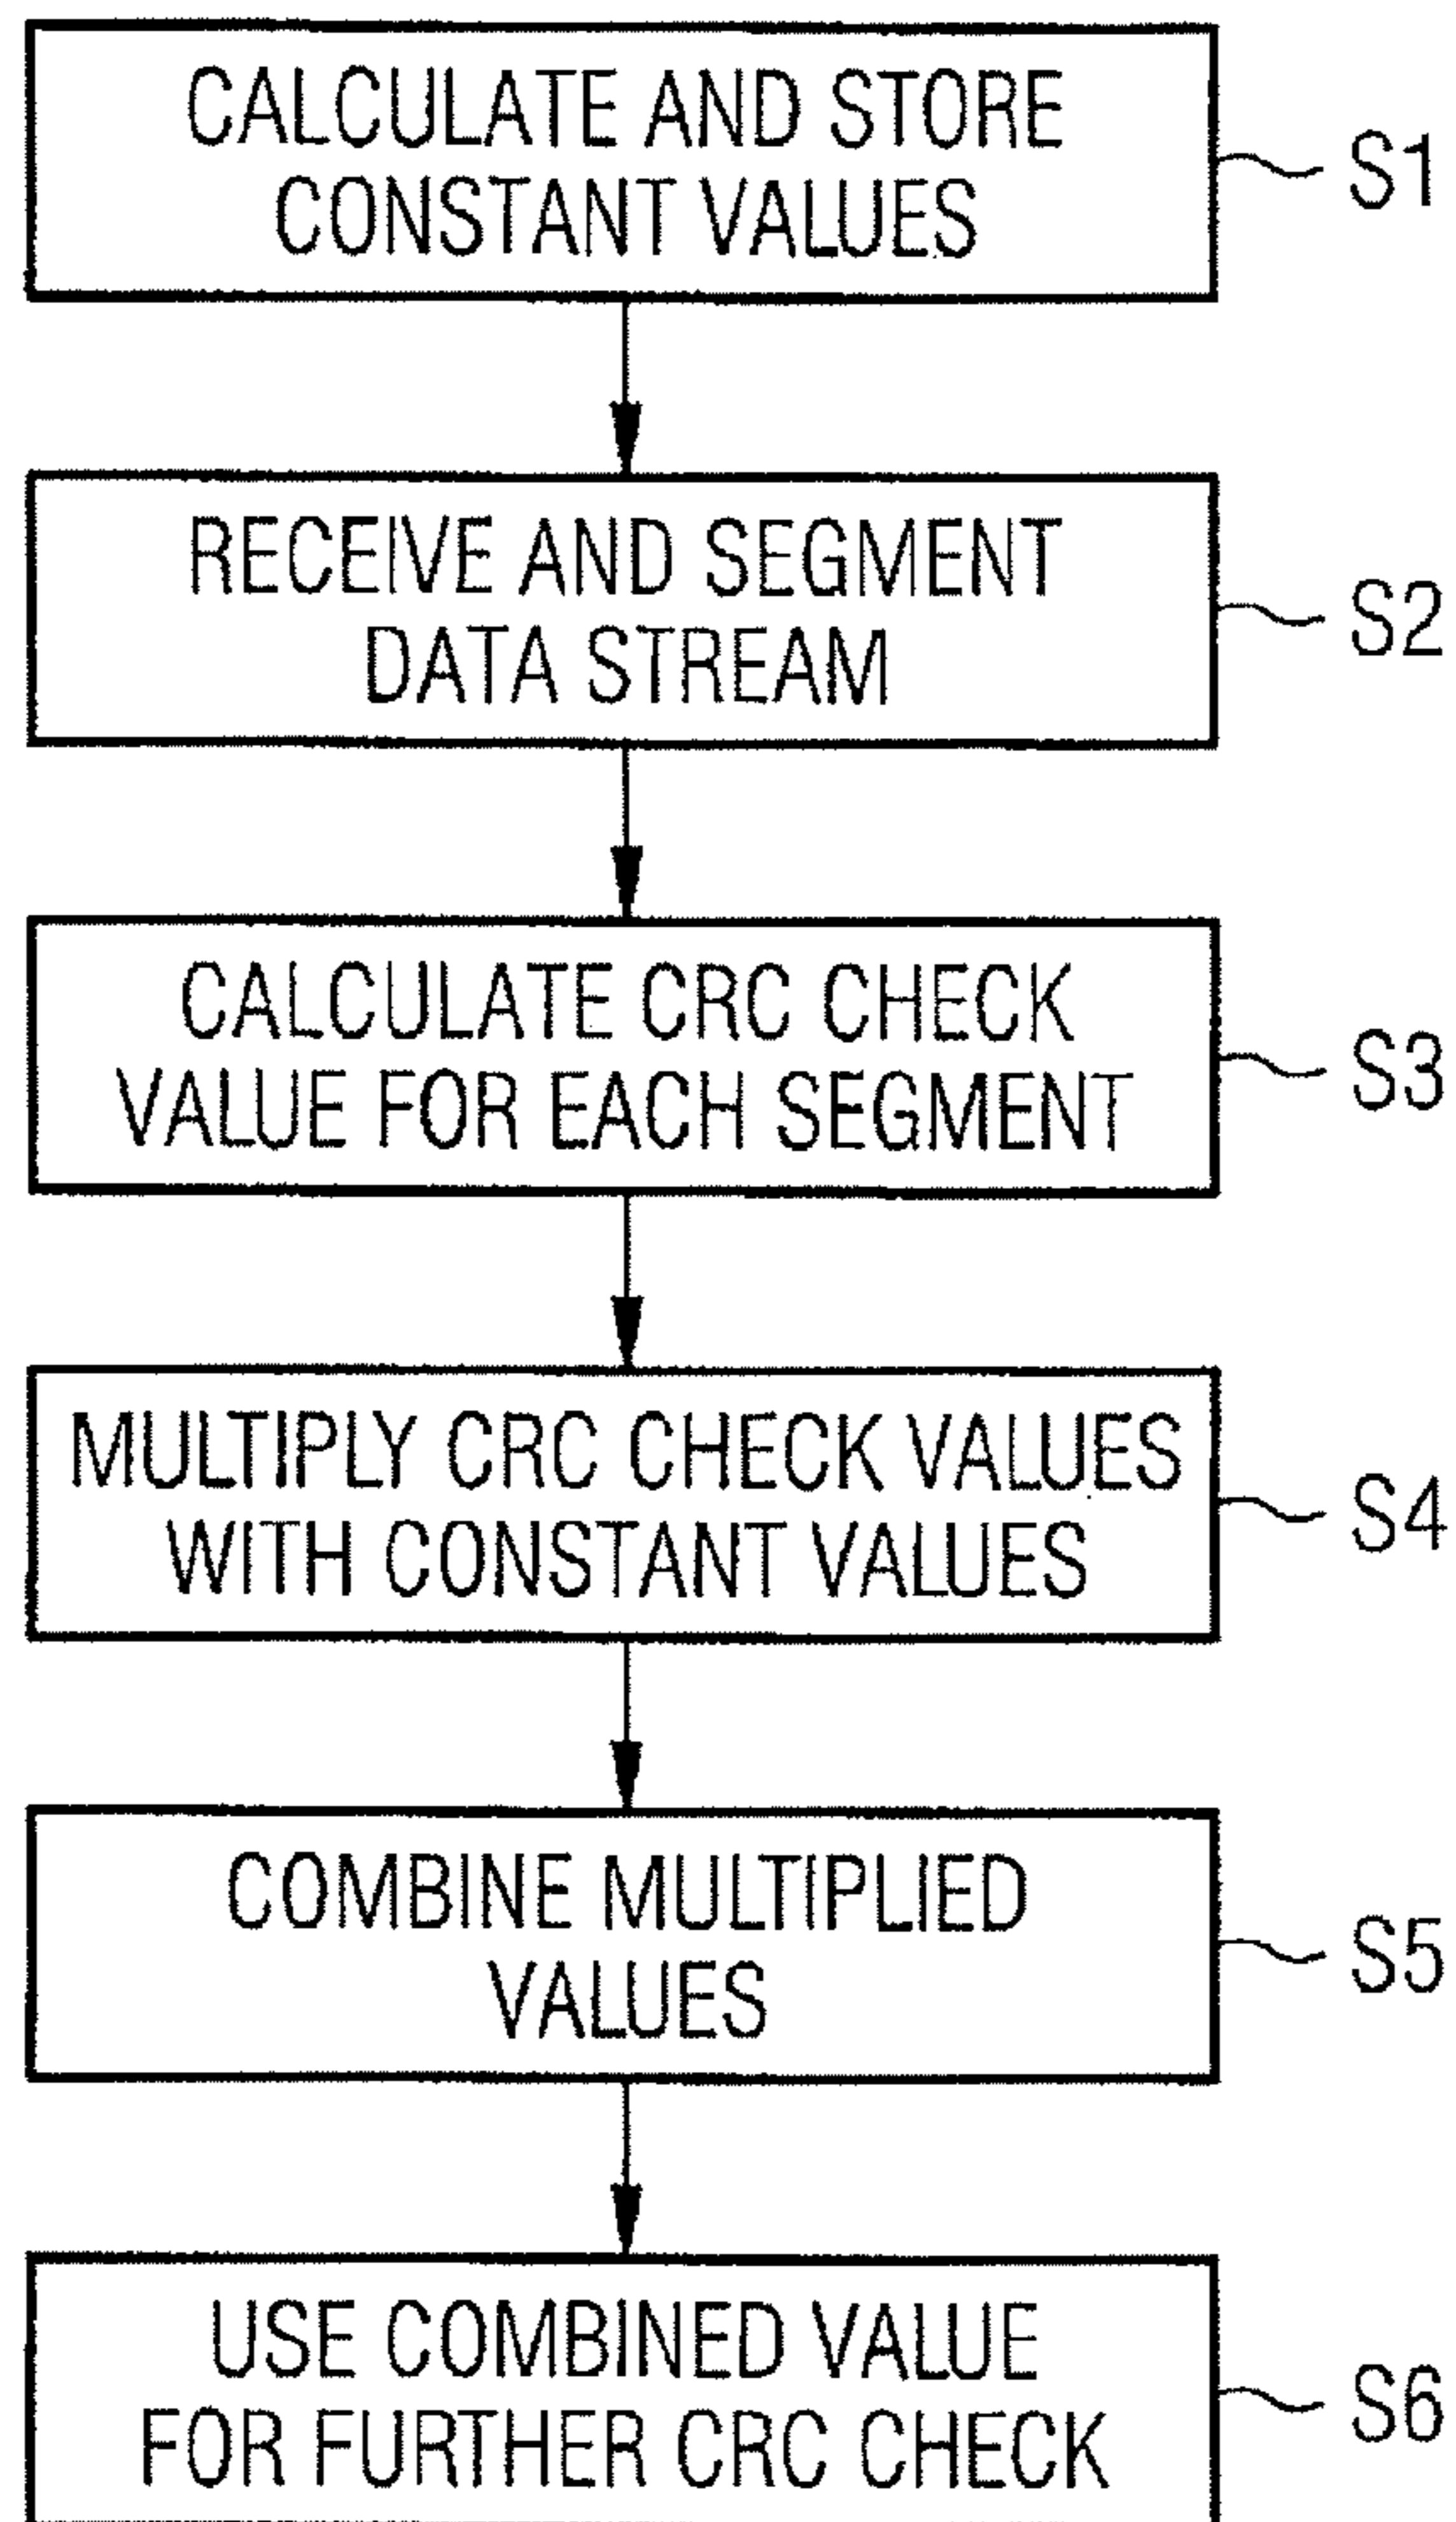 CALCULATE AND STORE
CONSTANT VALUES
S1
RECEIVE AND SEGMENT
DATA STREAM
S2
CALCULATE CRC CHECK
VALUE FOR EACH SEGMENT
S3
MULTIPLY CRC CHECK VALUES
WITH CONSTANT VALUES
S4
COMBINE MULTIPLIED
VALUES
S5
USE COMBINED VALUE
FOR FURTHER CRC CHECK
S6